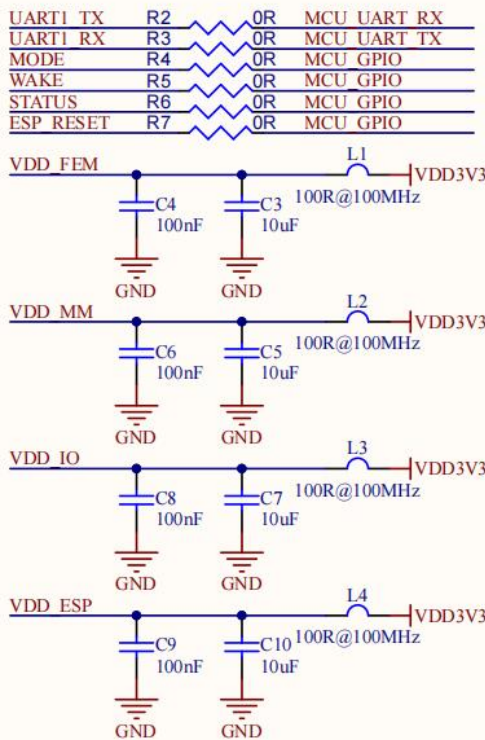 UART1_TX R2 0R MCU_UART_RX
UART1_RX R3 0R MCU_UART_TX
MODE R4 0R MCU_GPIO
WAKE R5 0R MCU_GPIO
STATUS R6 0R MCU_GPIO
ESP_RESET R7 0R MCU_GPIO
VDD_FEM L1 VDD3V3
100R@100MHz
C4 C3
100nF 10uF
GND GND
VDD_MM L2 VDD3V3
100R@100MHz
C6 C5
100nF 10uF
GND GND
VDD_IO L3 VDD3V3
100R@100MHz
C8 C7
100nF 10uF
GND GND
VDD_ESP L4 VDD3V3
100R@100MHz
C9 C10
100nF 10uF
GND GND